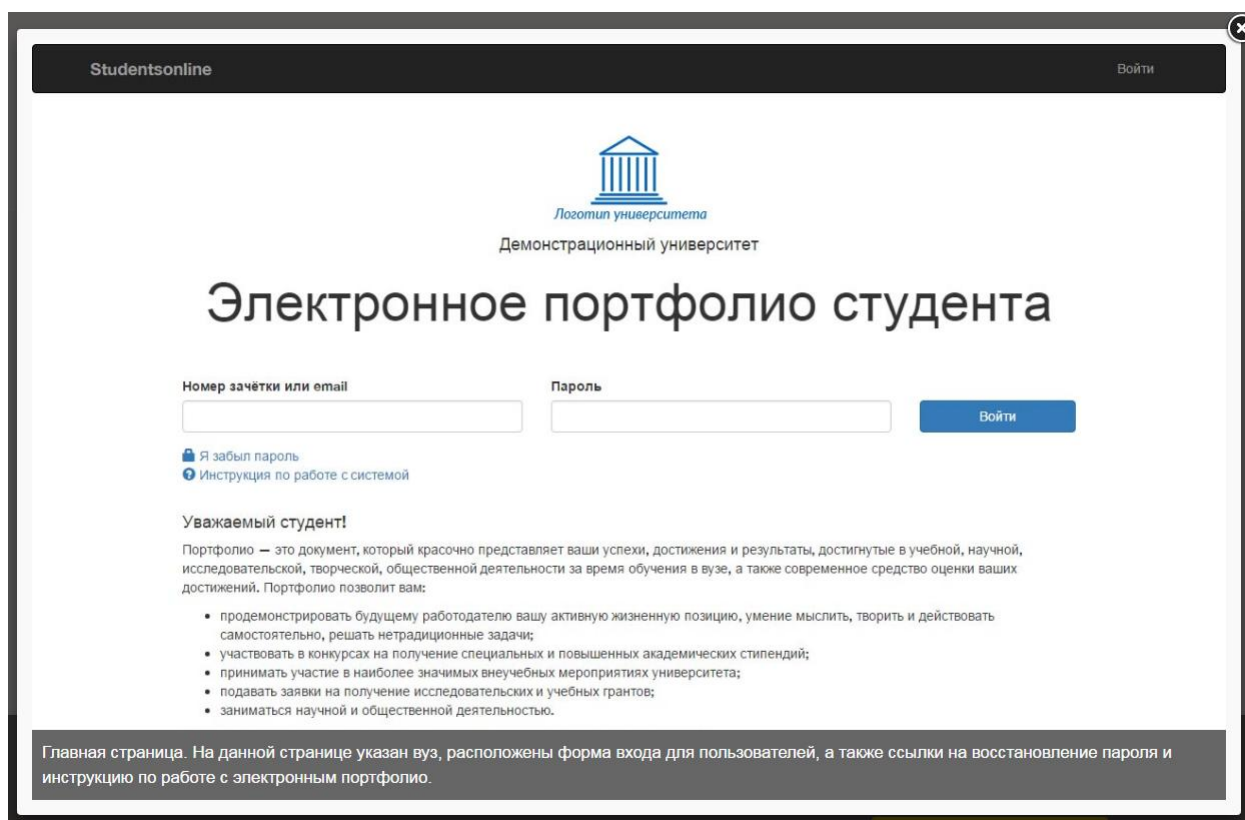 Studentsonline
Войти
Логотип университета
Демонстрационный университет
Электронное портфолио студента
Номер зачётки или email
Пароль
Войти
Я забыл пароль
Инструкция по работе с системой
Уважаемый студент!
Портфолио — это документ, который красочно представляет ваши успехи, достижения и результаты, достигнутые в учебной, научной,
исследовательской, творческой, общественной деятельности за время обучения в вузе, а также современное средство оценки ваших
достижений. Портфолио позволит вам:
• продемонстрировать будущему работодателю вашу активную жизненную позицию, умение мыслить, творить и действовать
самостоятельно, решать нетрадиционные задачи;
• участвовать в конкурсах на получение специальных и повышенных академических стипендий;
• принимать участие в наиболее значимых внеучебных мероприятиях университета;
• подавать заявки на получение исследовательских и учебных грантов;
• заниматься научной и общественной деятельностью.
Главная страница. На данной странице указан вуз, расположены форма входа для пользователей, а также ссылки на восстановление пароля и
инструкцию по работе с электронным портфолио.